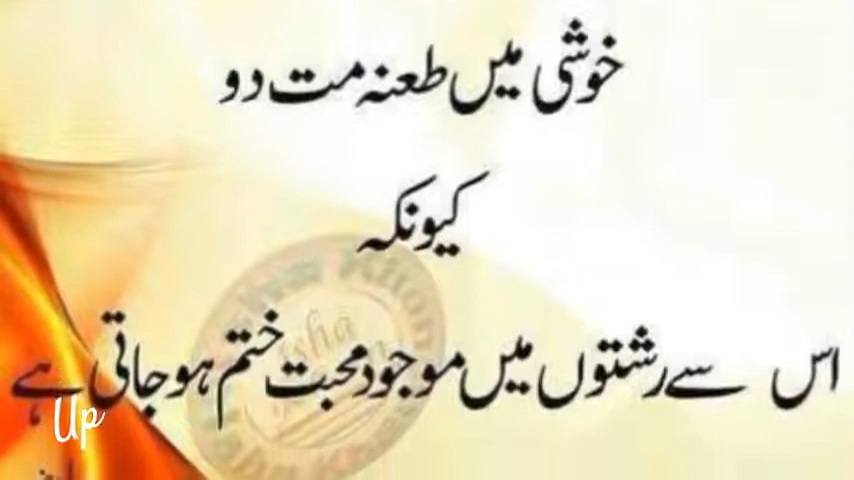 خوشی میں طعنہ مت دو
کیونکہ
اس سے رشتوں میں موجود محبت ختم ہو جاتی ہے
Up